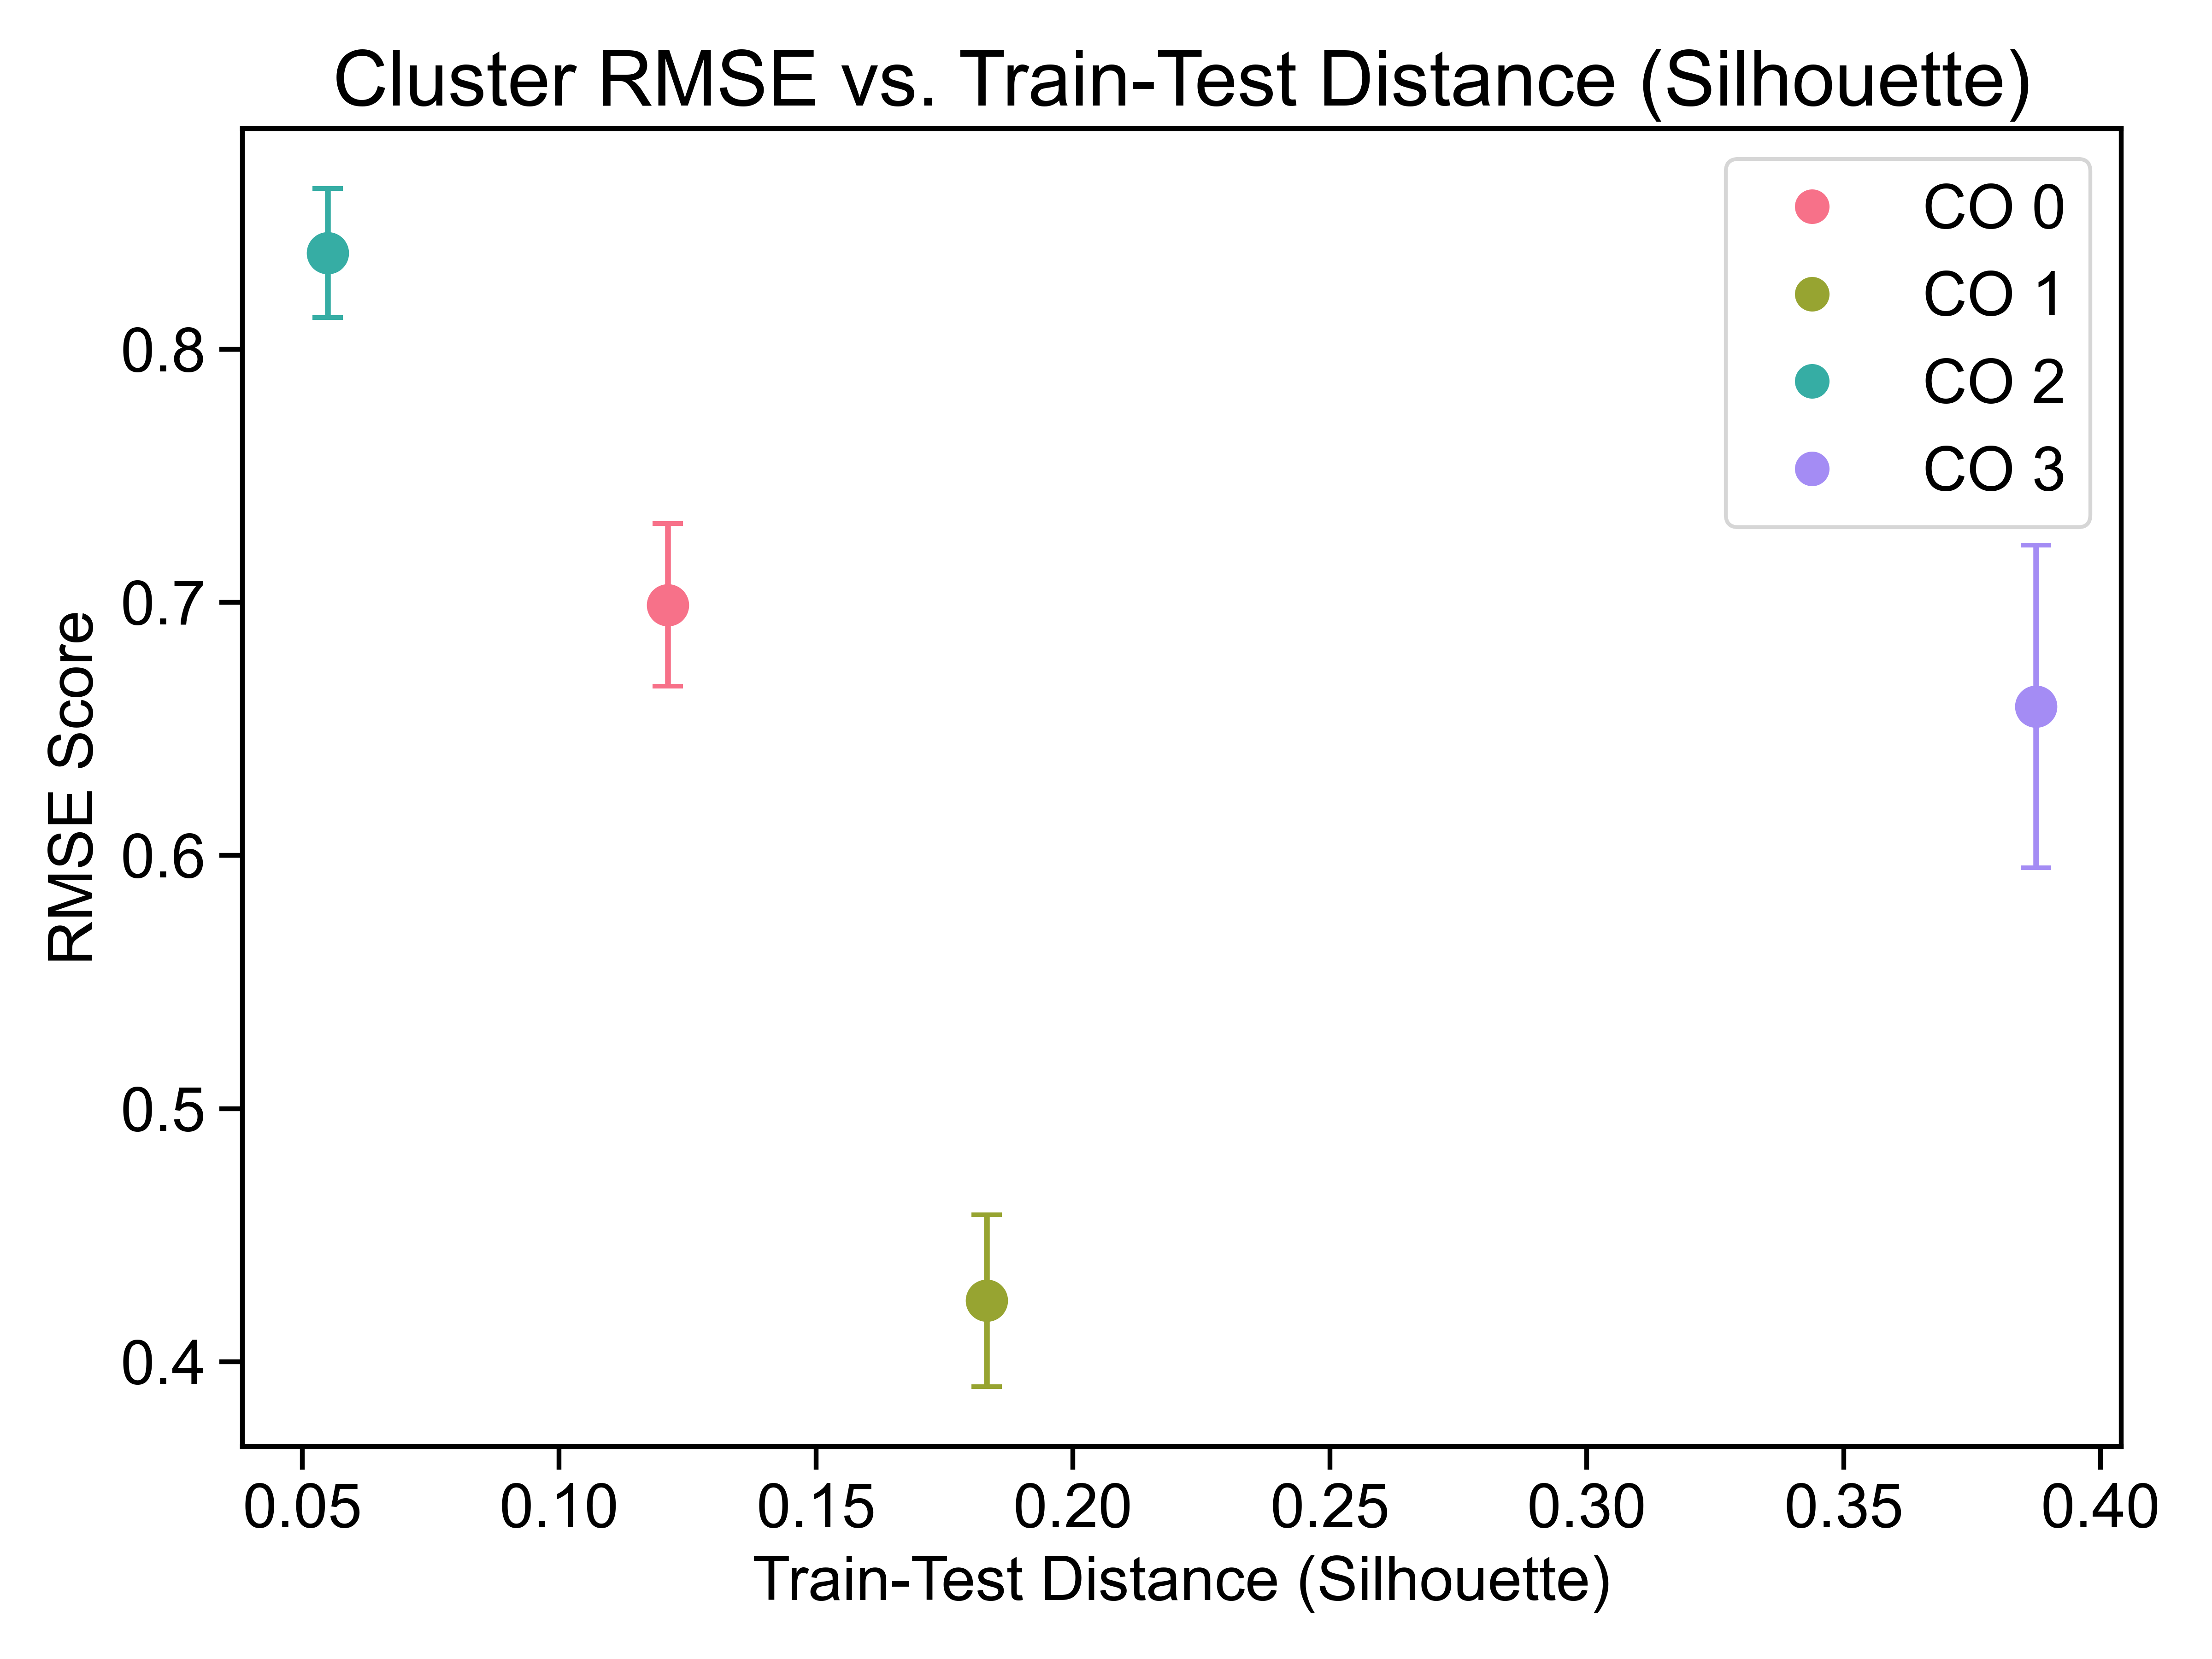 Cluster RMSE vs. Train-Test Distance (Silhouette)
CO 0
CO 1
CO 2
CO 3
RMSE Score
0.8
0.7
0.6
0.5
0.4
0.05 0.10 0.15 0.20 0.25 0.30 0.35 0.40
Train-Test Distance (Silhouette)